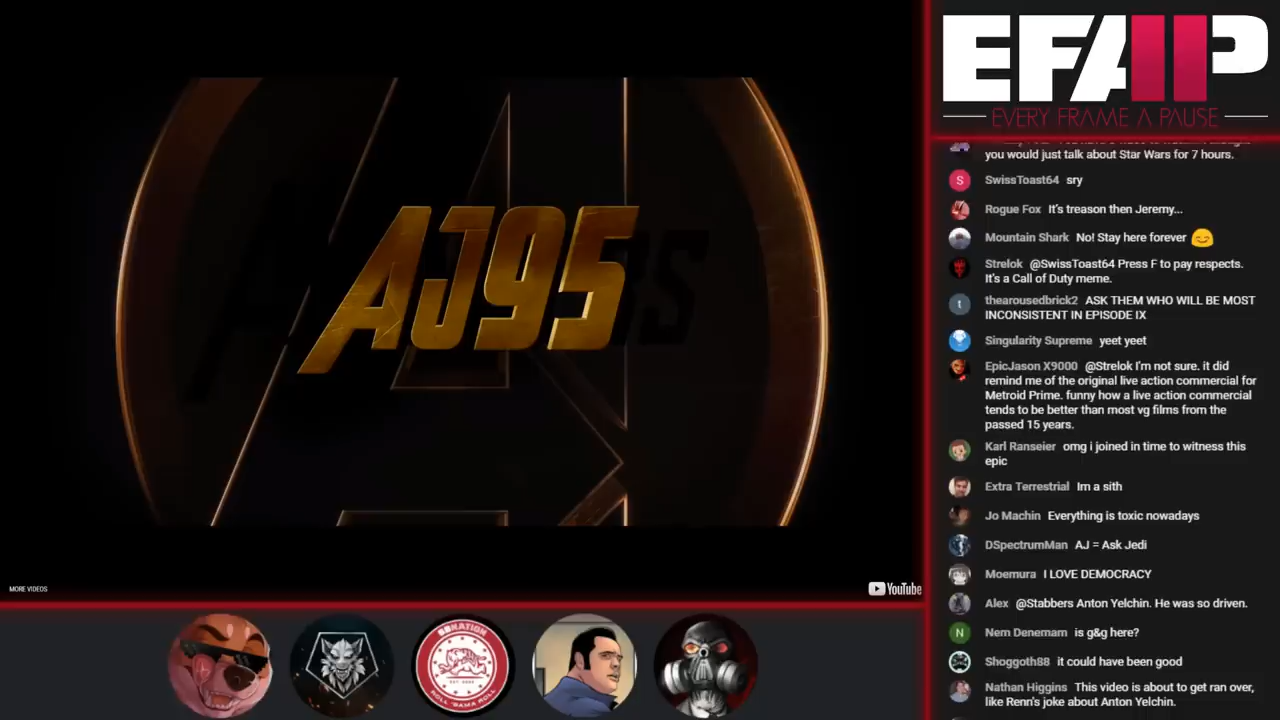 AJ95
MORE VIDEOS
YouTube
EFAP
EVERY FRAME A PAUSE
you would just talk about Star Wars for 7 hours.
S
SwissToast64 sry
Rogue Fox It's treason then Jeremy...
Mountain Shark No! Stay here forever 😊
Strelok @SwissToast64 Press F to pay respects.
It's a Call of Duty meme.
t
thearousedbrick2 ASK THEM WHO WILL BE MOST
INCONSISTENT IN EPISODE IX
Singularity Supreme yeet yeet
EpicJason X9000 @Strelok I'm not sure. it did
remind me of the original live action commercial for
Metroid Prime. funny how a live action commercial
tends to be better than most vg films from the
passed 15 years.
Karl Ranseier omg i joined in time to witness this
epic
Extra Terrestrial Im a sith
Jo Machin Everything is toxic nowadays
DSpectrumMan AJ = Ask Jedi
Moemura I LOVE DEMOCRACY
Alex @Stabbers Anton Yelchin. He was so driven.
N
Nem Denemam is g&g here?
Shoggoth88 it could have been good
Nathan Higgins This video is about to get ran over,
like Renn's joke about Anton Yelchin.
BBNATION
ROLL 'BAMA ROLL